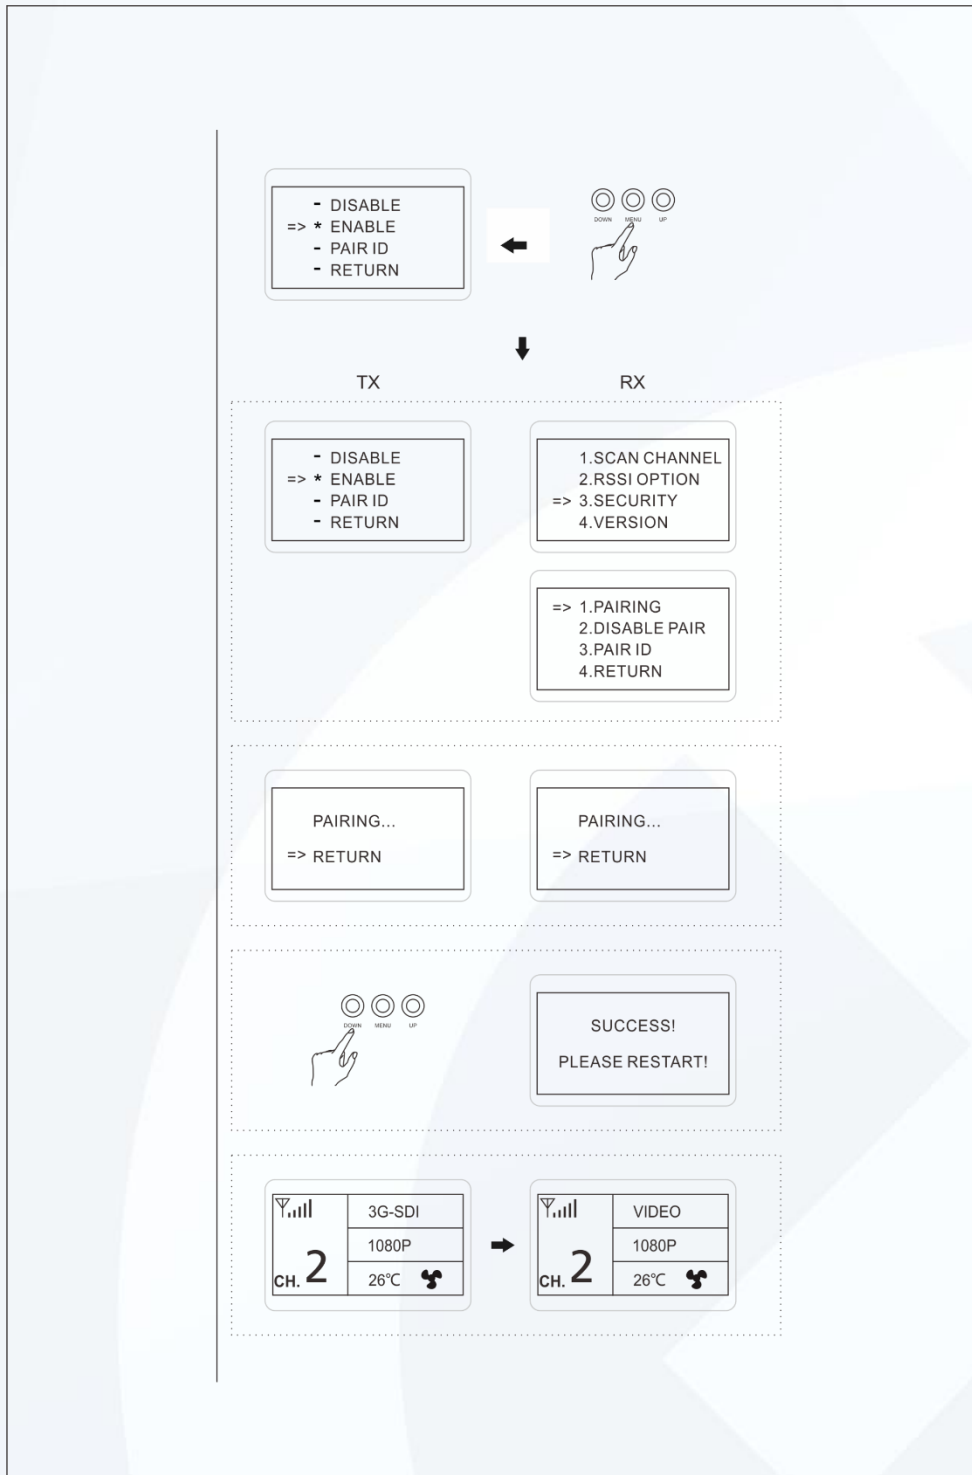 - DISABLE
=> * ENABLE
- PAIR ID
- RETURN
DOWN MENU UP
TX RX
- DISABLE
=> * ENABLE
- PAIR ID
- RETURN
1.SCAN CHANNEL
2.RSSI OPTION
=> 3.SECURITY
4.VERSION
=> 1.PAIRING
2.DISABLE PAIR
3.PAIR ID
4.RETURN
PAIRING...
=> RETURN
PAIRING...
=> RETURN
DOWN MENU UP
SUCCESS!
PLEASE RESTART!
CH. 2
3G-SDI
1080P
26℃
CH. 2
VIDEO
1080P
26℃